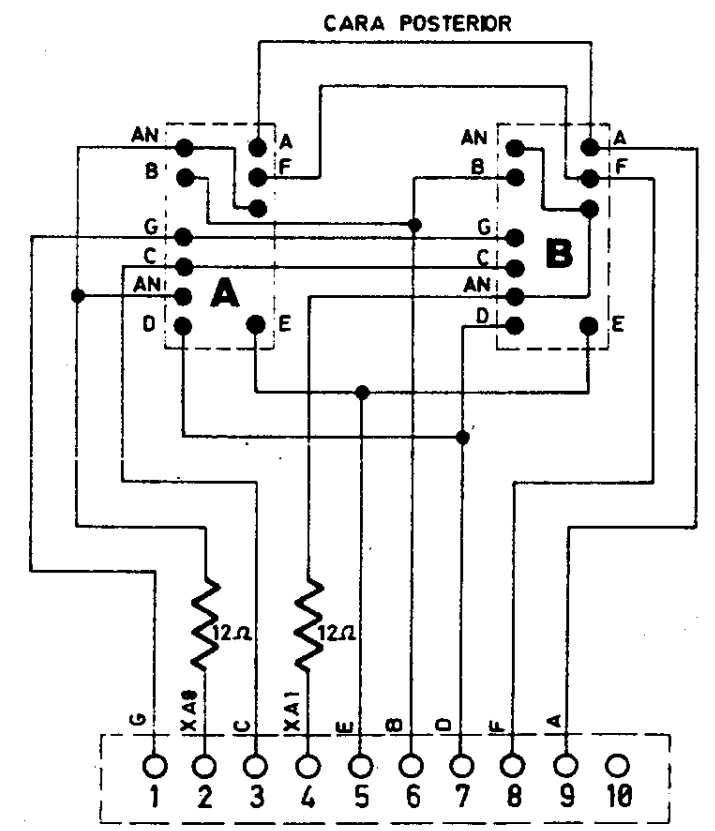 CARA POSTERIOR
AN A AN A
B F B F
G G
C C
AN A AN B
D E D E
12Ω 12Ω
G XA0 C XA1 E B D F A
1 2 3 4 5 6 7 8 9 10